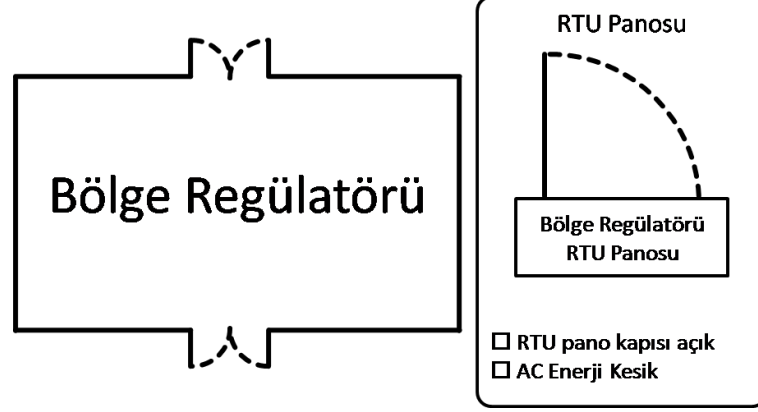 Bölge Regülatörü
RTU Panosu
Bölge Regülatörü
RTU Panosu
RTU pano kapısı açık
AC Enerji Kesik